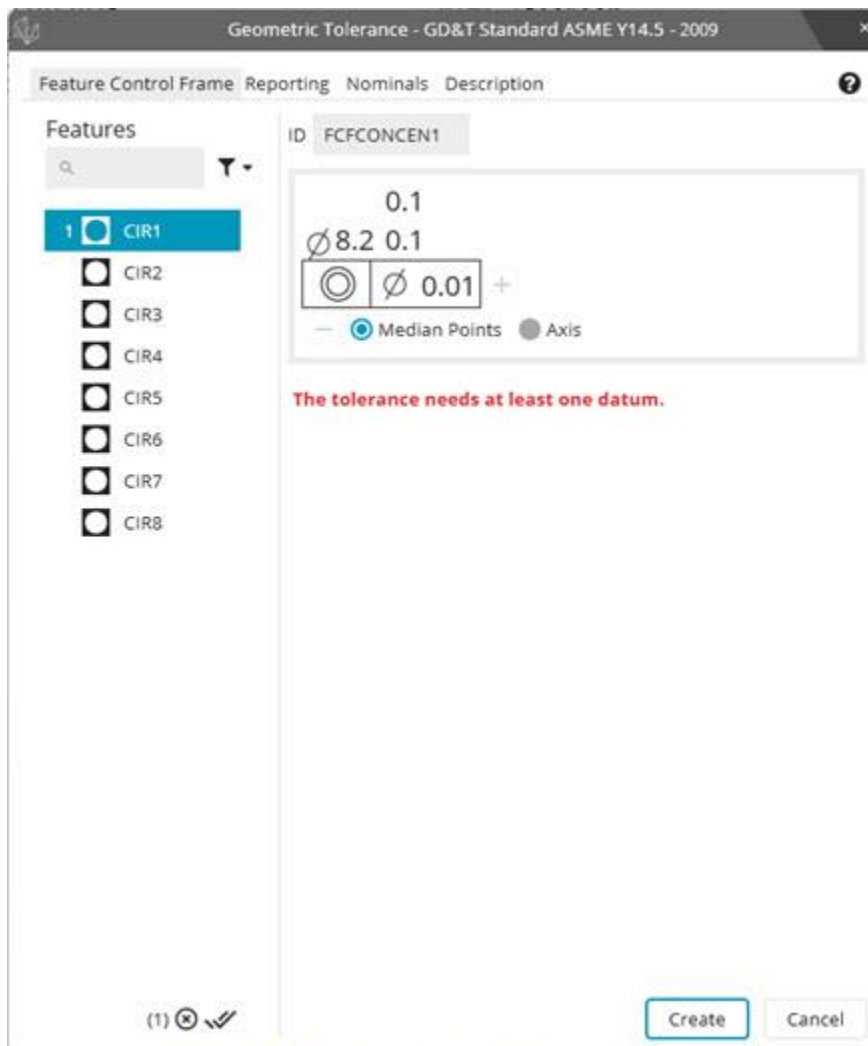 Geometric Tolerance - GD&T Standard ASME Y14.5 - 2009
Feature Control Frame Reporting Nominals Description
Features
ID FCFCONCEN1
0.1
∅8.2 0.1
◎ ∅ 0.01 +
Median Points Axis
The tolerance needs at least one datum.
1 CIR1
CIR2
CIR3
CIR4
CIR5
CIR6
CIR7
CIR8
(1)
Create Cancel